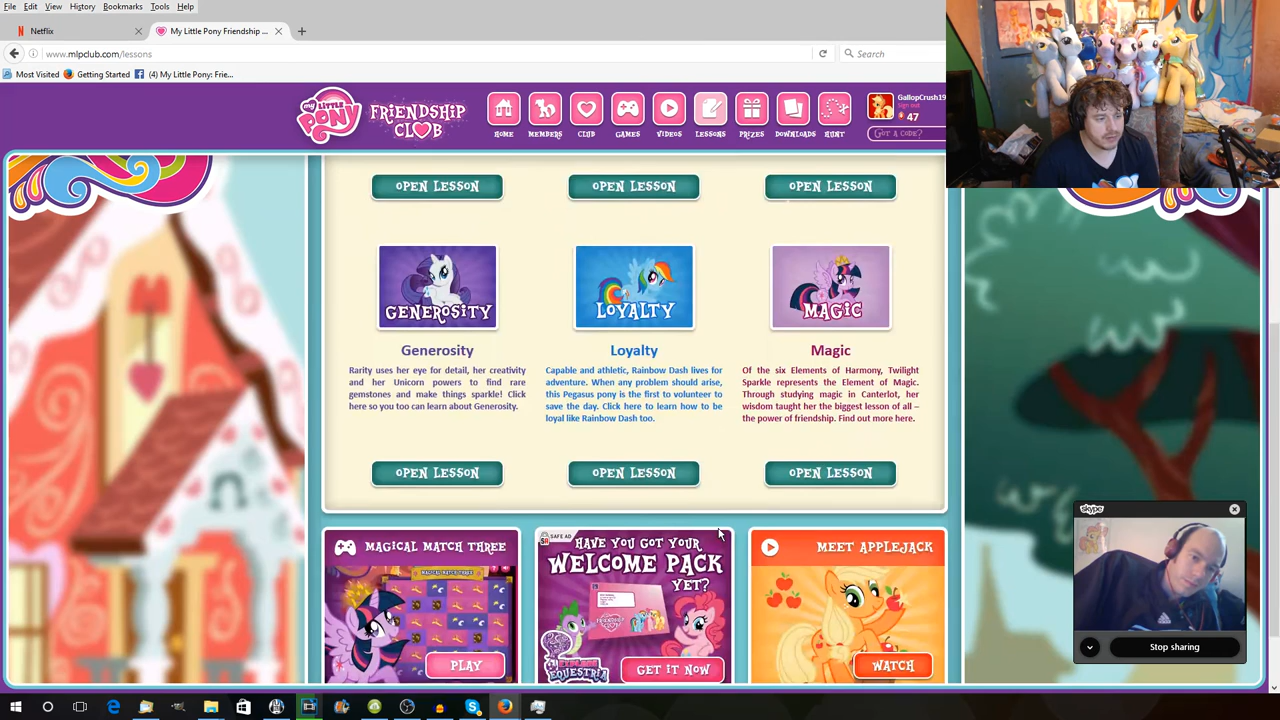 File Edit View History Bookmarks Tools Help
Netflix
My Little Pony Friendship ...
www.mlpclub.com/lessons
Search
Most Visited Getting Started (4) My Little Pony: Frie...
MY LITTLE PONY
FRIENDSHIP CLUB
HOME MEMBERS CLUB GAMES VIDEOS LESSONS PRIZES DOWNLOADS HUNT
GallopCrush19
Sign out
47
GOT A CODE?
OPEN LESSON OPEN LESSON OPEN LESSON
GENEROSITY LOYALTY MAGIC
Generosity
Rarity uses her eye for detail, her creativity
and her Unicorn powers to find rare
gemstones and make things sparkle! Click
here so you too can learn about Generosity.
Loyalty
Capable and athletic, Rainbow Dash lives for
adventure. When any problem should arise,
this Pegasus pony is the first to volunteer to
save the day. Click here to learn how to be
loyal like Rainbow Dash too.
Magic
Of the six Elements of Harmony, Twilight
Sparkle represents the Element of Magic.
Through studying magic in Canterlot, her
wisdom taught her the biggest lesson of all –
the power of friendship. Find out more here.
OPEN LESSON OPEN LESSON OPEN LESSON
MAGICAL MATCH THREE
MAGICAL MATCH THREE
PLAY
SAFE AD
HAVE YOU GOT YOUR
WELCOME PACK
YET?
EXPLORE
EQUESTRIA
GET IT NOW
MEET APPLEJACK
WATCH
skype
Stop sharing